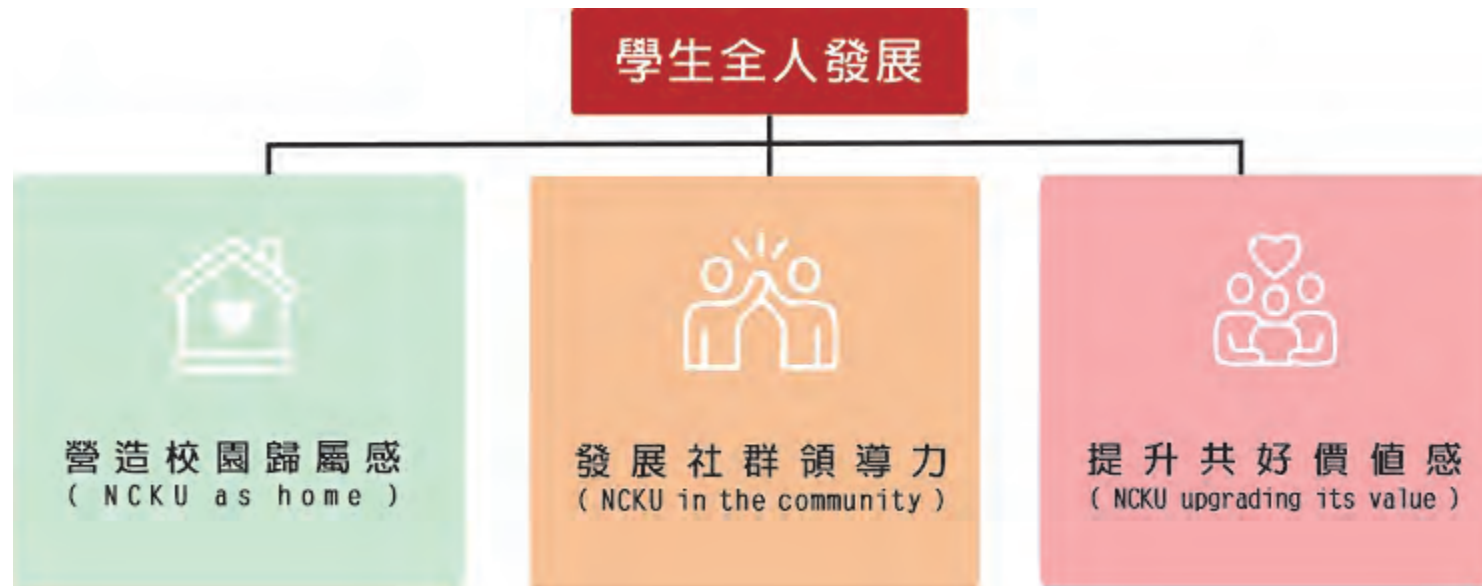 學生全人發展
營造校園歸屬感
( NCKU as home )
發展社群領導力
( NCKU in the community )
提升共好價值感
( NCKU upgrading its value )